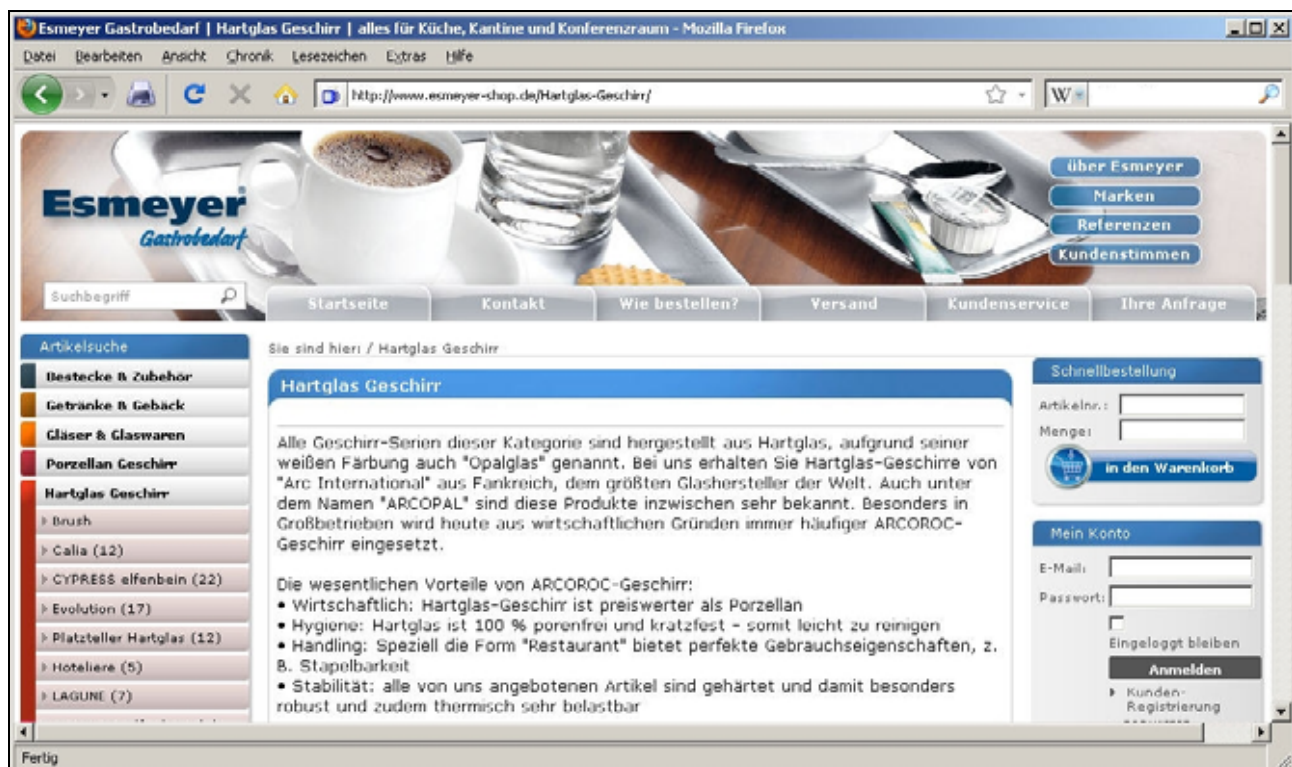 Esmeyer Gastrobedarf | Hartglas Geschirr | alles für Küche, Kantine und Konferenzraum - Mozilla Firefox
Datei Bearbeiten Ansicht Chronik Lesezeichen Extras Hilfe
http://www.esmeyer-shop.de/Hartglas-Geschirr/
W
Esmeyer
Gastrobedarf
über Esmeyer
Marken
Referenzen
Kundenstimmen
Suchbegriff
Startseite Kontakt Wie bestellen? Versand Kundenservice Ihre Anfrage
Artikelsuche
Bestecke & Zubehör
Getränke & Gebäck
Gläser & Glaswaren
Porzellan Geschirr
Hartglas Geschirr
Brush
Calia (12)
CYPRESS elfenbein (22)
Evolution (17)
Platzteller Hartglas (12)
Hoteliere (5)
LAGUNE (7)
Sie sind hier: / Hartglas Geschirr
Hartglas Geschirr
Alle Geschirr-Serien dieser Kategorie sind hergestellt aus Hartglas, aufgrund seiner
weißen Färbung auch "Opalglas" genannt. Bei uns erhalten Sie Hartglas-Geschirre von
"Arc International" aus Fankreich, dem größten Glashersteller der Welt. Auch unter
dem Namen "ARCOPAL" sind diese Produkte inzwischen sehr bekannt. Besonders in
Großbetrieben wird heute aus wirtschaftlichen Gründen immer häufiger ARCOROC-
Geschirr eingesetzt.
Die wesentlichen Vorteile von ARCOROC-Geschirr:
• Wirtschaftlich: Hartglas-Geschirr ist preiswerter als Porzellan
• Hygiene: Hartglas ist 100 % porenfrei und kratzfest - somit leicht zu reinigen
• Handling: Speziell die Form "Restaurant" bietet perfekte Gebrauchseigenschaften, z.
B. Stapelbarkeit
• Stabilität: alle von uns angebotenen Artikel sind gehärtet und damit besonders
robust und zudem thermisch sehr belastbar
Schnellbestellung
Artikelnr.:
Menge:
in den Warenkorb
Mein Konto
E-Mail:
Passwort:
Eingeloggt bleiben
Anmelden
Kunden-
Registrierung
Fertig